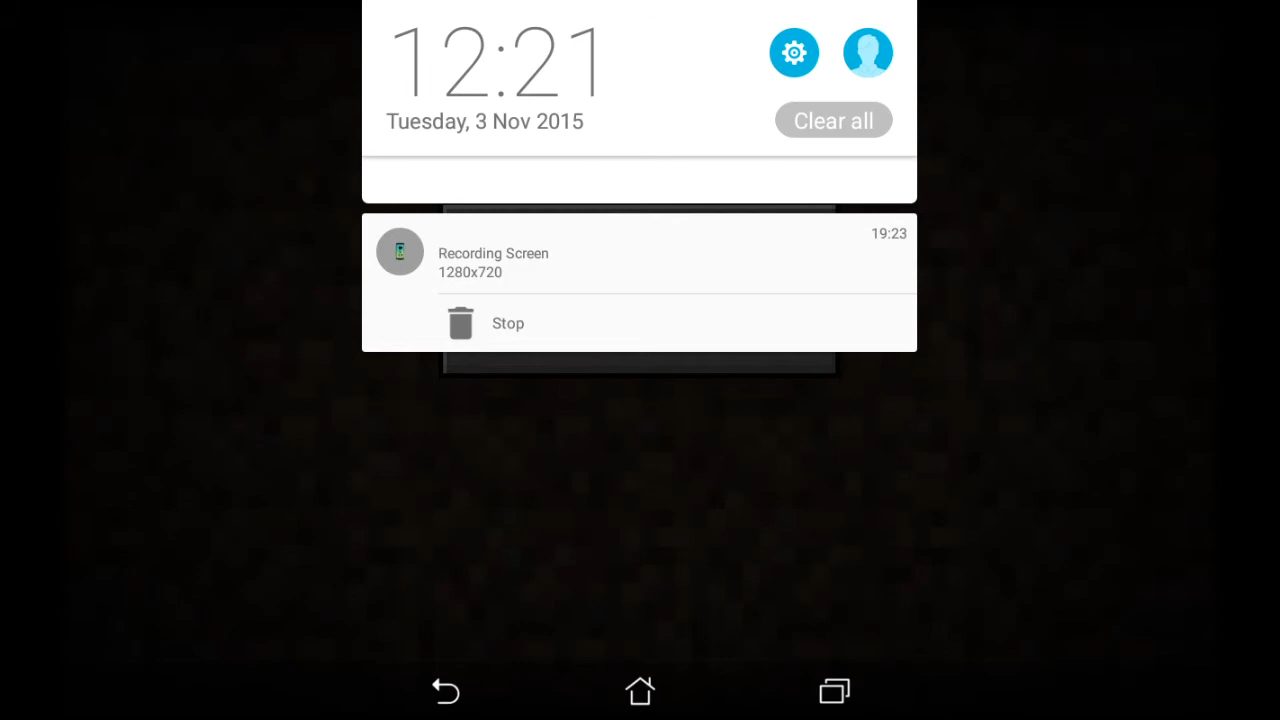 12:21
Tuesday, 3 Nov 2015
Clear all
19:23
Recording Screen
1280x720
Stop